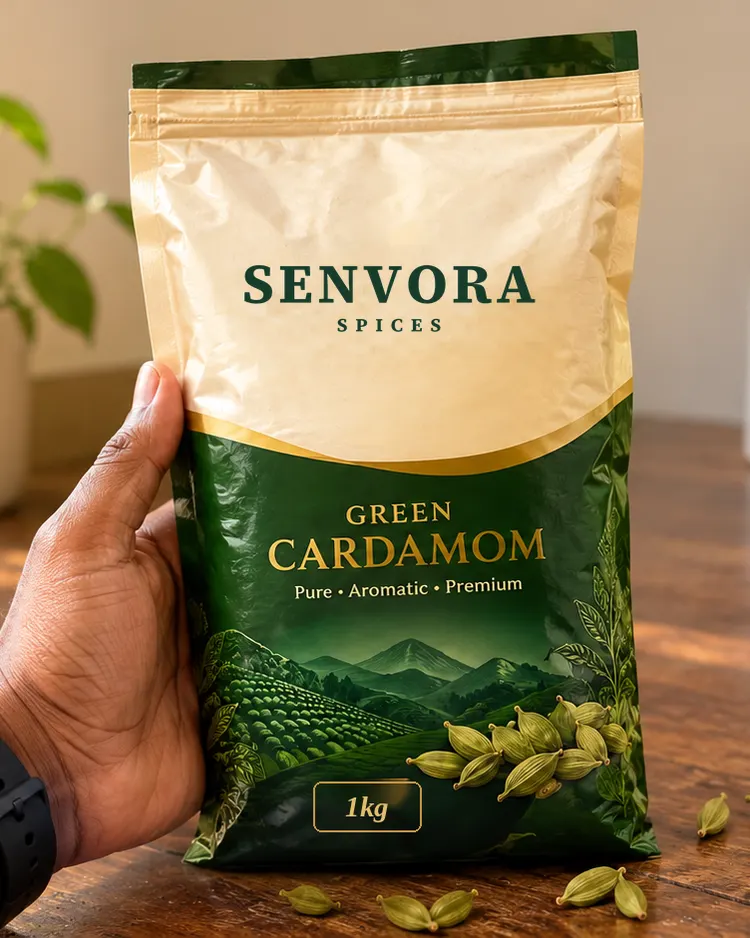 SENVORA
SPICES
GREEN
CARDAMOM
Pure • Aromatic • Premium
1kg